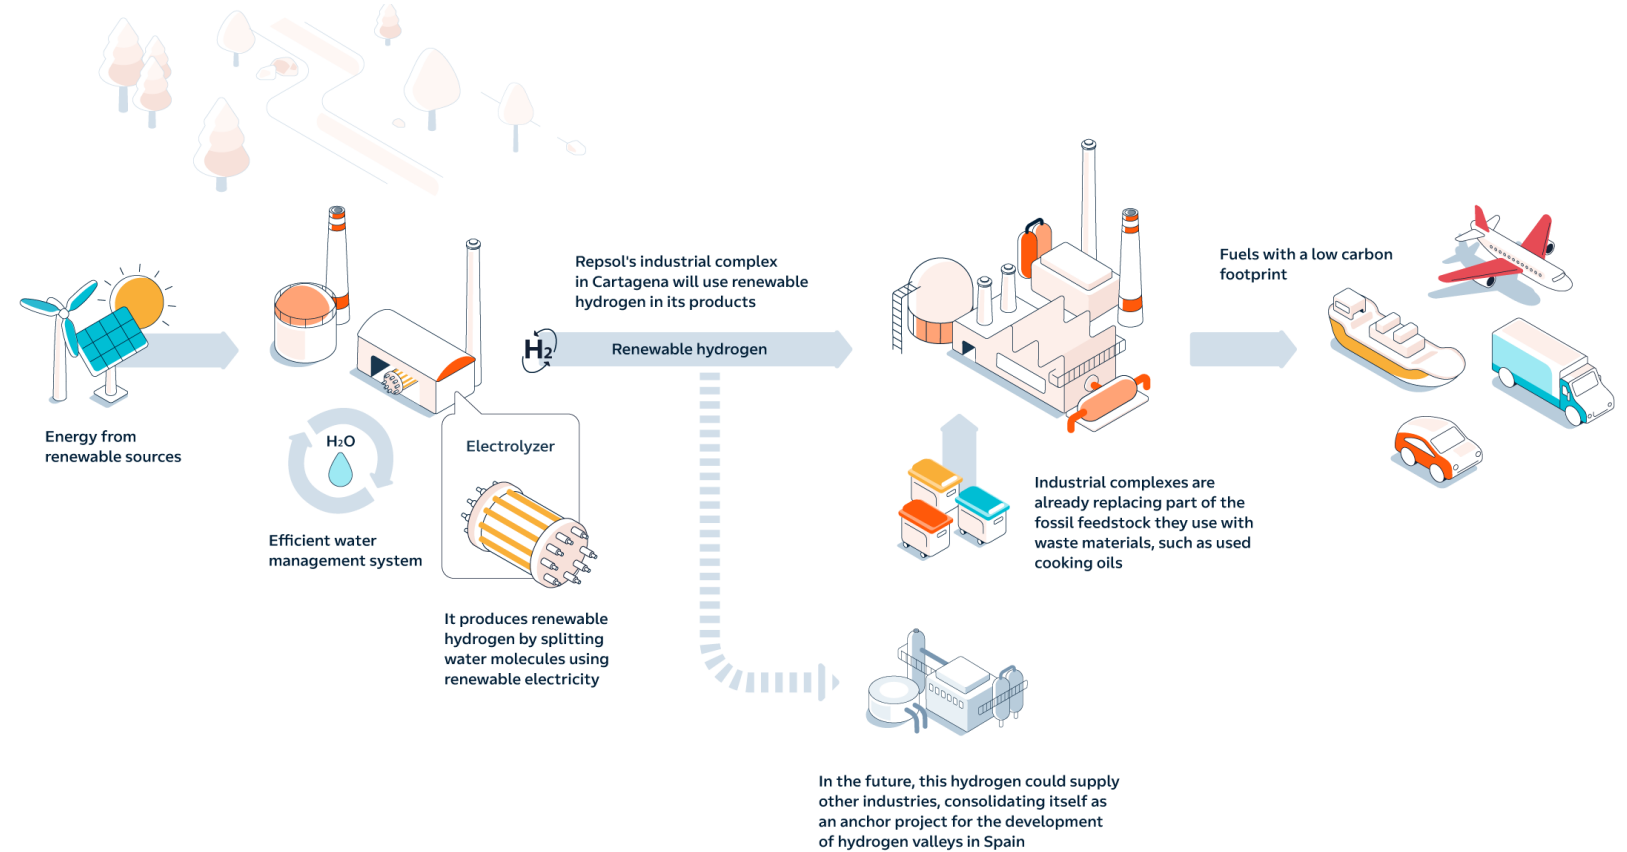 Repsol's industrial complex
in Cartagena will use renewable
hydrogen in its products
Fuels with a low carbon
footprint
H2
Renewable hydrogen
Energy from
renewable sources
H2O
Efficient water
management system
Electrolyzer
It produces renewable
hydrogen by splitting
water molecules using
renewable electricity
Industrial complexes are
already replacing part of the
fossil feedstock they use with
waste materials, such as used
cooking oils
In the future, this hydrogen could supply
other industries, consolidating itself as
an anchor project for the development
of hydrogen valleys in Spain